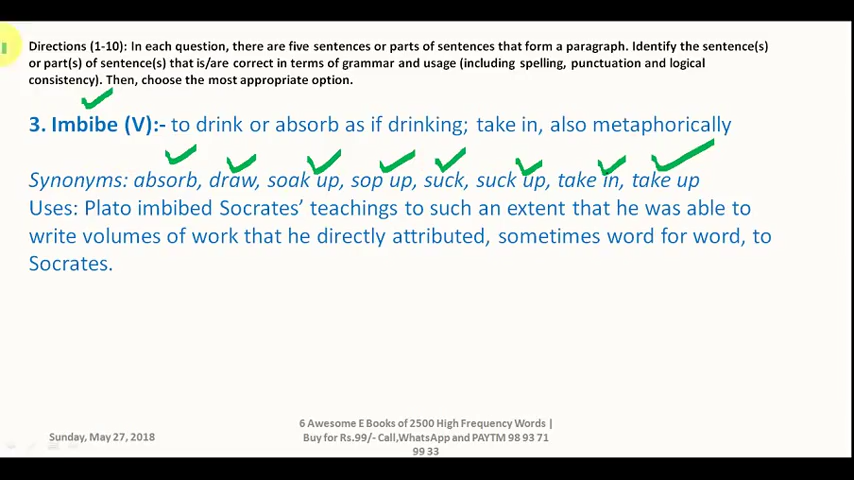 Directions (1-10): In each question, there are five sentences or parts of sentences that form a paragraph. Identify the sentence(s)
or part(s) of sentence(s) that is/are correct in terms of grammar and usage (including spelling, punctuation and logical
consistency). Then, choose the most appropriate option.
3. Imbibe (V):- to drink or absorb as if drinking; take in, also metaphorically
Synonyms: absorb, draw, soak up, sop up, suck, suck up, take in, take up
Uses: Plato imbibed Socrates’ teachings to such an extent that he was able to
write volumes of work that he directly attributed, sometimes word for word, to
Socrates.
Sunday, May 27, 2018
6 Awesome E Books of 2500 High Frequency Words |
Buy for Rs.99/- Call,WhatsApp and PAYTM 98 93 71
99 33